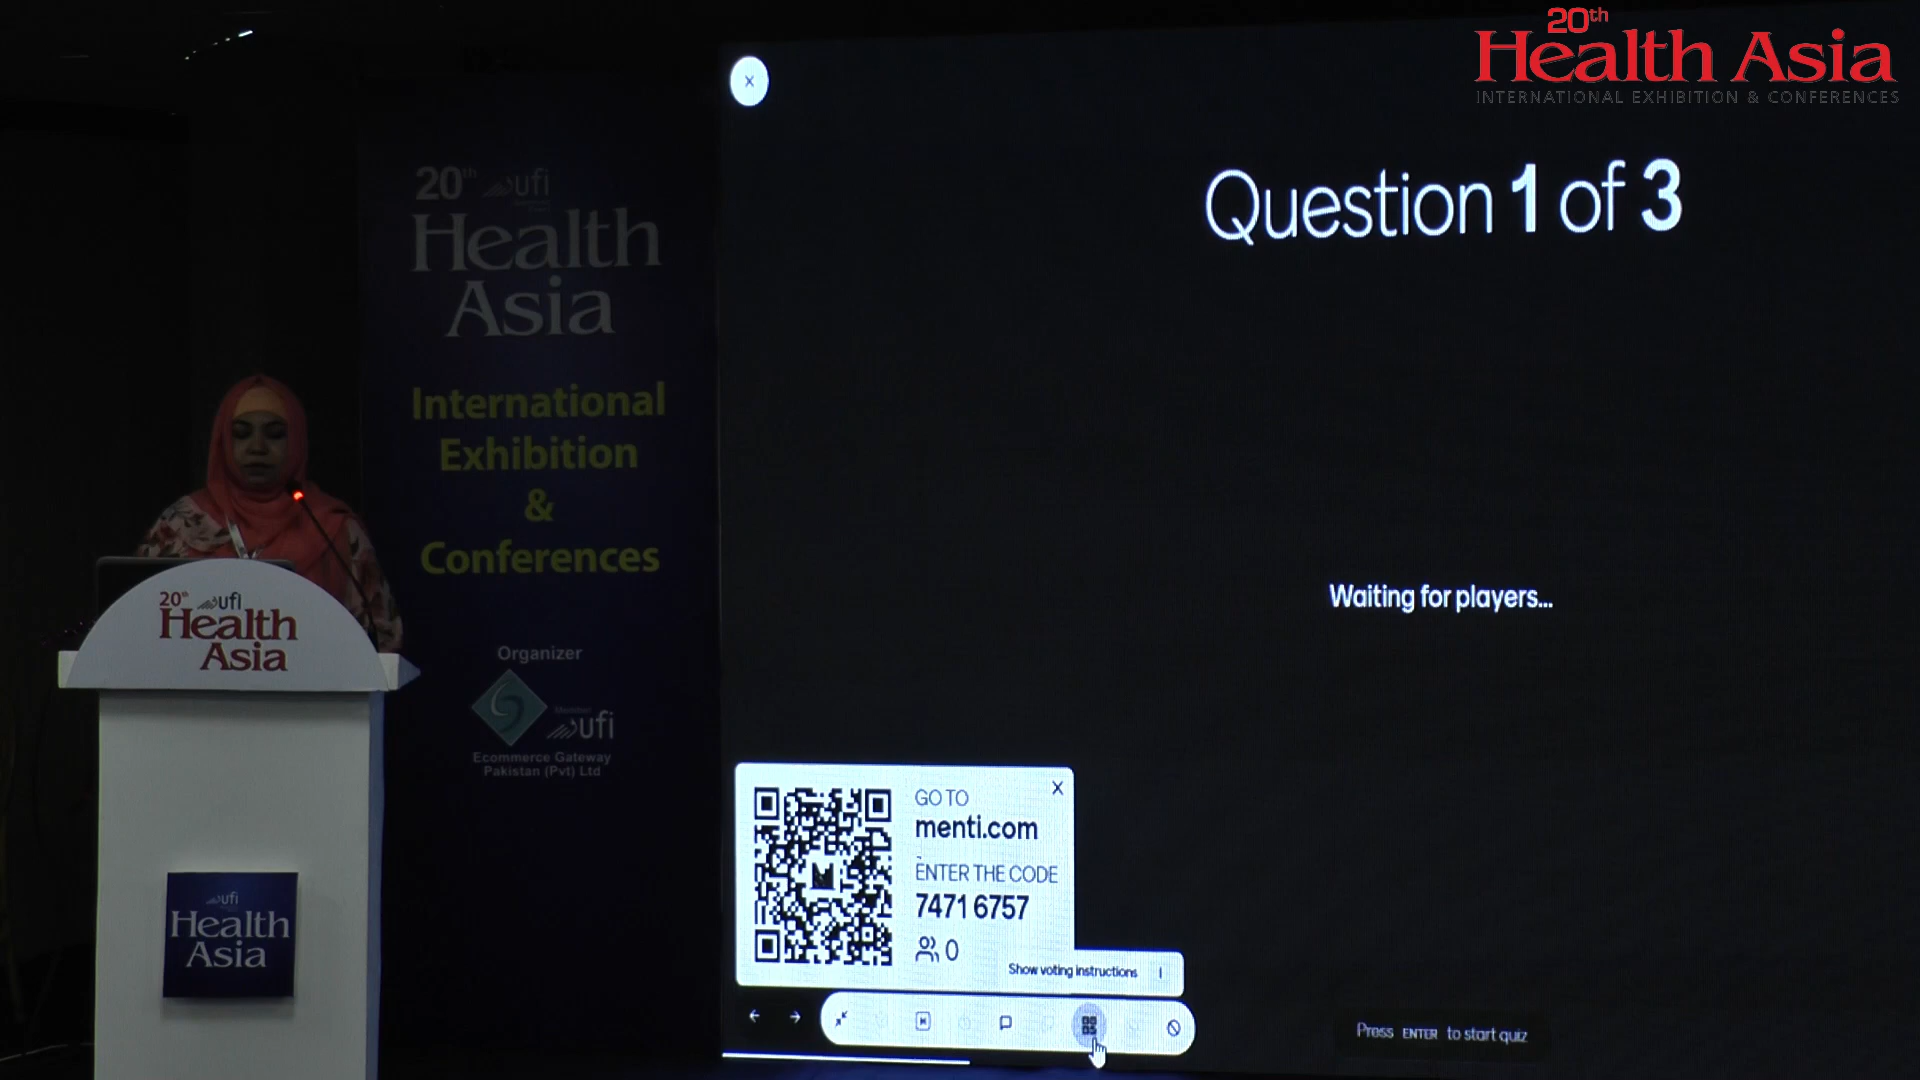 20th
Health Asia
INTERNATIONAL EXHIBITION & CONFERENCES
20th ufi
Health
Asia
International
Exhibition
&
Conferences
Organizer
Member
ufi
Ecommerce Gateway
Pakistan (Pvt) Ltd
20th ufi
Health
Asia
ufi
Health
Asia
Question 1 of 3
Waiting for players...
X
GO TO
menti.com
ENTER THE CODE
7471 6757
0
Show voting instructions I
Press ENTER to start quiz